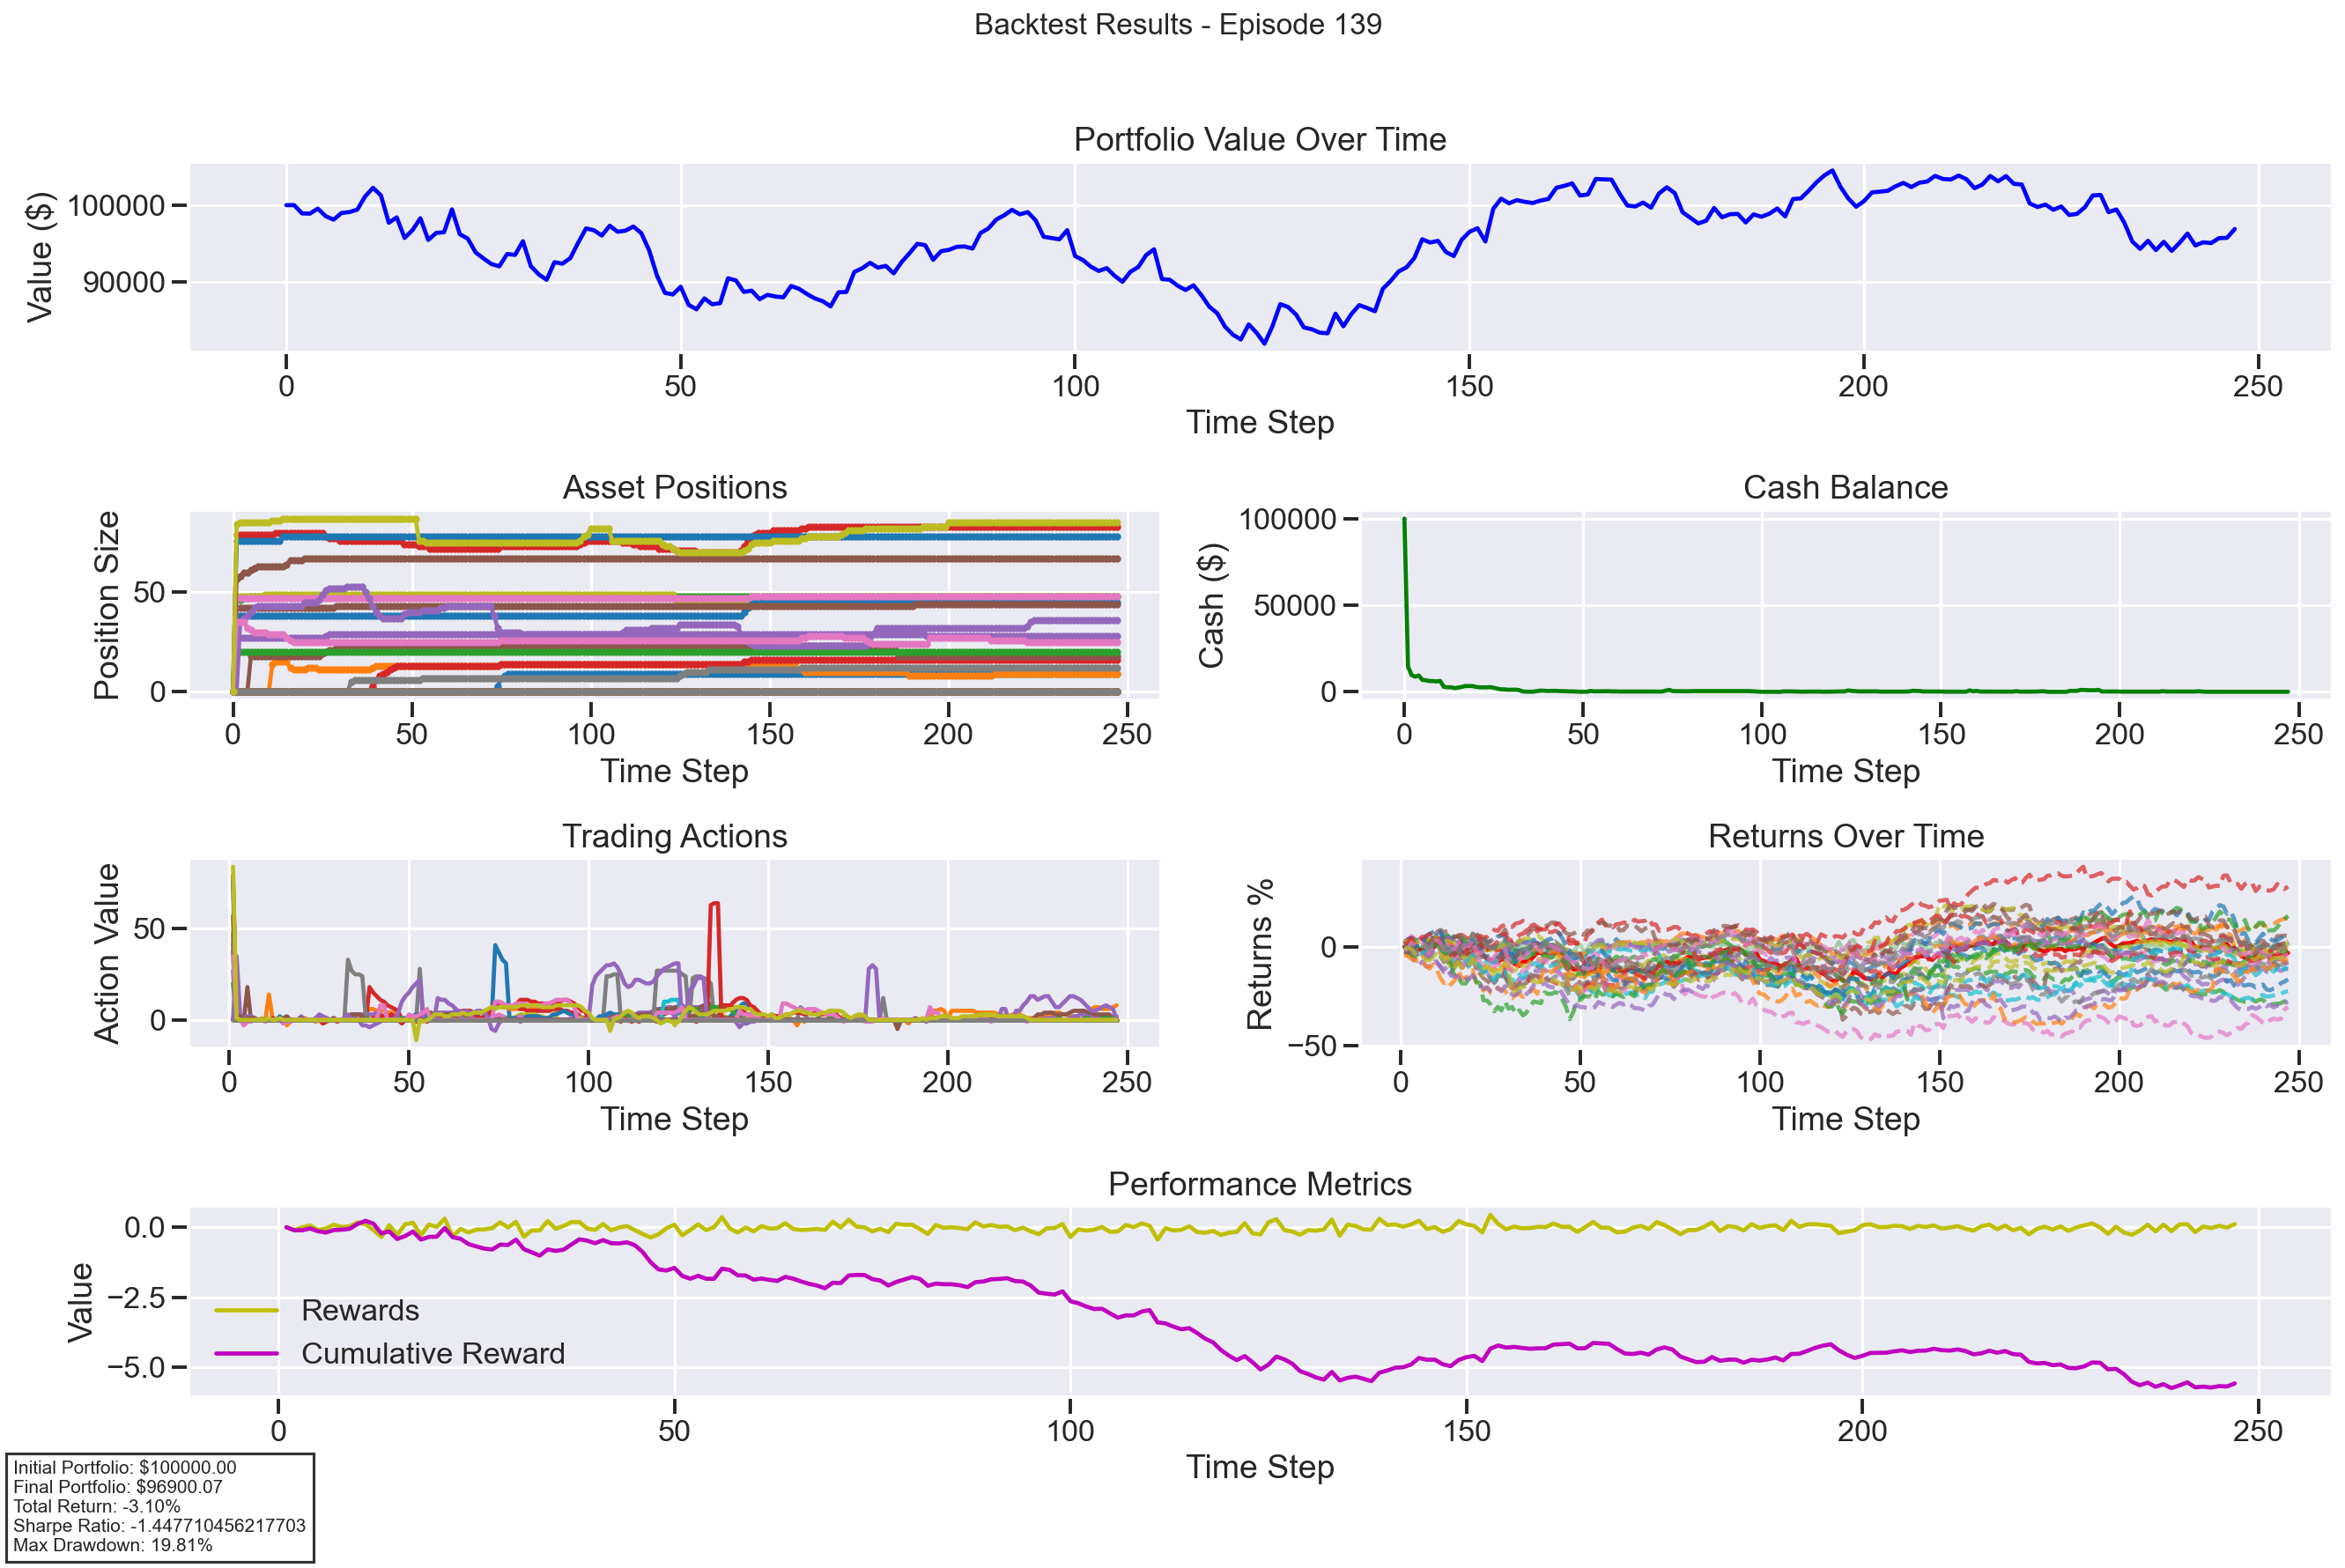 Backtest Results - Episode 139
Portfolio Value Over Time
Value ($)
100000
90000
0 50 100 150 200 250
Time Step
Asset Positions
Position Size
50
0
0 50 100 150 200 250
Time Step
Cash Balance
Cash ($)
100000
50000
0
0 50 100 150 200 250
Time Step
Trading Actions
Action Value
50
0
0 50 100 150 200 250
Time Step
Returns Over Time
Returns %
0
−50
0 50 100 150 200 250
Time Step
Performance Metrics
Value
0.0
−2.5
−5.0
Rewards
Cumulative Reward
0 50 100 150 200 250
Time Step
Initial Portfolio: $100000.00
Final Portfolio: $96900.07
Total Return: -3.10%
Sharpe Ratio: -1.447710456217703
Max Drawdown: 19.81%